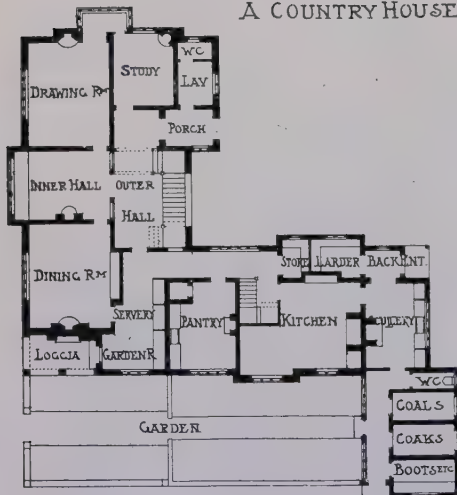 A COUNTRY HOUSE
WC
STUDY
LAV
DRAWING RM
PORCH
INNER HALL
OUTER
HALL
DINING RM
STORE
LARDER
BACK ENT.
SERVERY
PANTRY
KITCHEN
SCULLERY
LOGGIA
GARDEN R.
WC
COALS
GARDEN
COAKS
BOOTS ETC